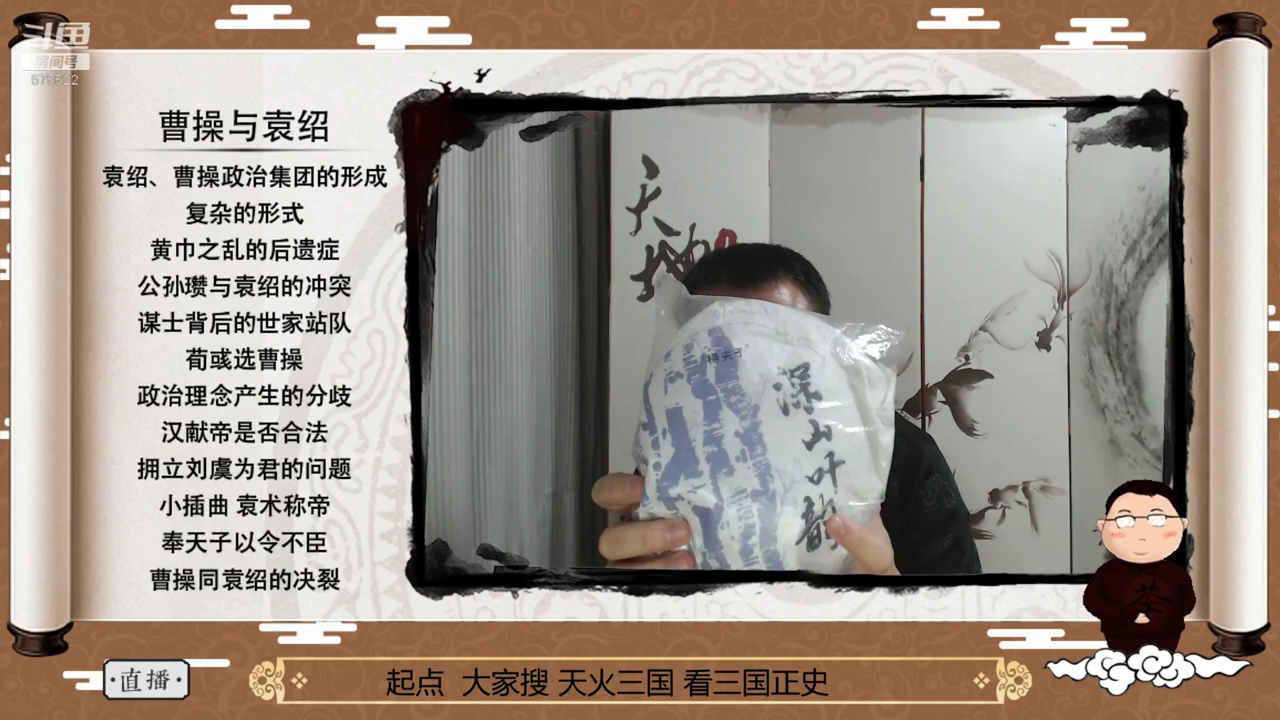 斗鱼
房间号
曹操与袁绍
袁绍、曹操政治集团的形成
复杂的形式
黄巾之乱的后遗症
公孙瓒与袁绍的冲突
谋士背后的世家站队
荀彧选曹操
政治理念产生的分歧
汉献帝是否合法
拥立刘虞为君的问题
小插曲 袁术称帝
奉天子以令不臣
曹操同袁绍的决裂
天地
深山叶韵
茶
·直播·
起点 大家搜 天火三国 看三国正史